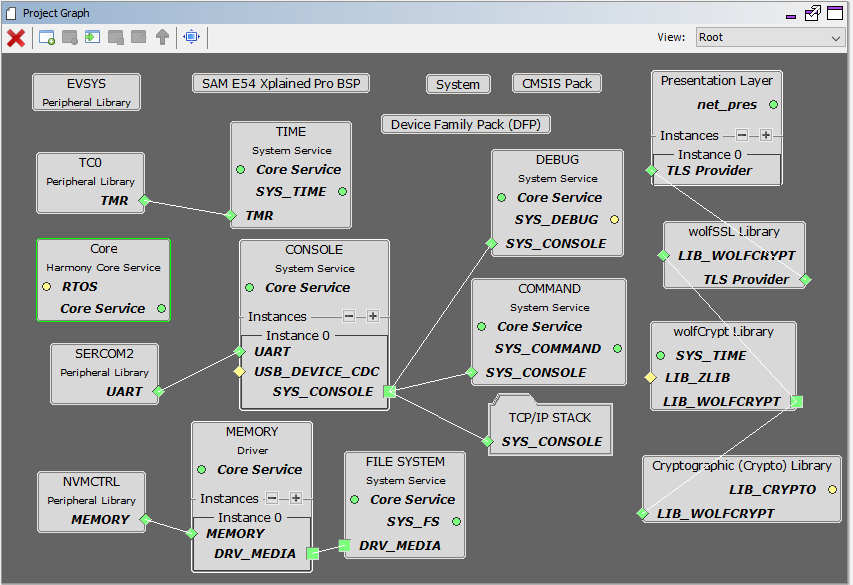 Project Graph
View:
Root
EVSYS
Peripheral Library
SAM E54 Xplained Pro BSP
System
CMSIS Pack
Device Family Pack (DFP)
Presentation Layer
net_pres
Instances
Instance 0
TLS Provider
TC0
Peripheral Library
TMR
TIME
System Service
Core Service
SYS_TIME
TMR
DEBUG
System Service
Core Service
SYS_DEBUG
SYS_CONSOLE
Core
Harmony Core Service
RTOS
Core Service
CONSOLE
System Service
Core Service
Instances
Instance 0
UART
USB_DEVICE_CDC
SYS_CONSOLE
wolfSSL Library
LIB_WOLFCRYPT
TLS Provider
COMMAND
System Service
Core Service
SYS_COMMAND
SYS_CONSOLE
SERCOM2
Peripheral Library
UART
wolfCrypt Library
SYS_TIME
LIB_ZLIB
LIB_WOLFCRYPT
TCP/IP STACK
SYS_CONSOLE
MEMORY
Driver
Core Service
Instances
Instance 0
MEMORY
DRV_MEDIA
FILE SYSTEM
System Service
Core Service
SYS_FS
DRV_MEDIA
NVMCTRL
Peripheral Library
MEMORY
Cryptographic (Crypto) Library
LIB_CRYPTO
LIB_WOLFCRYPT